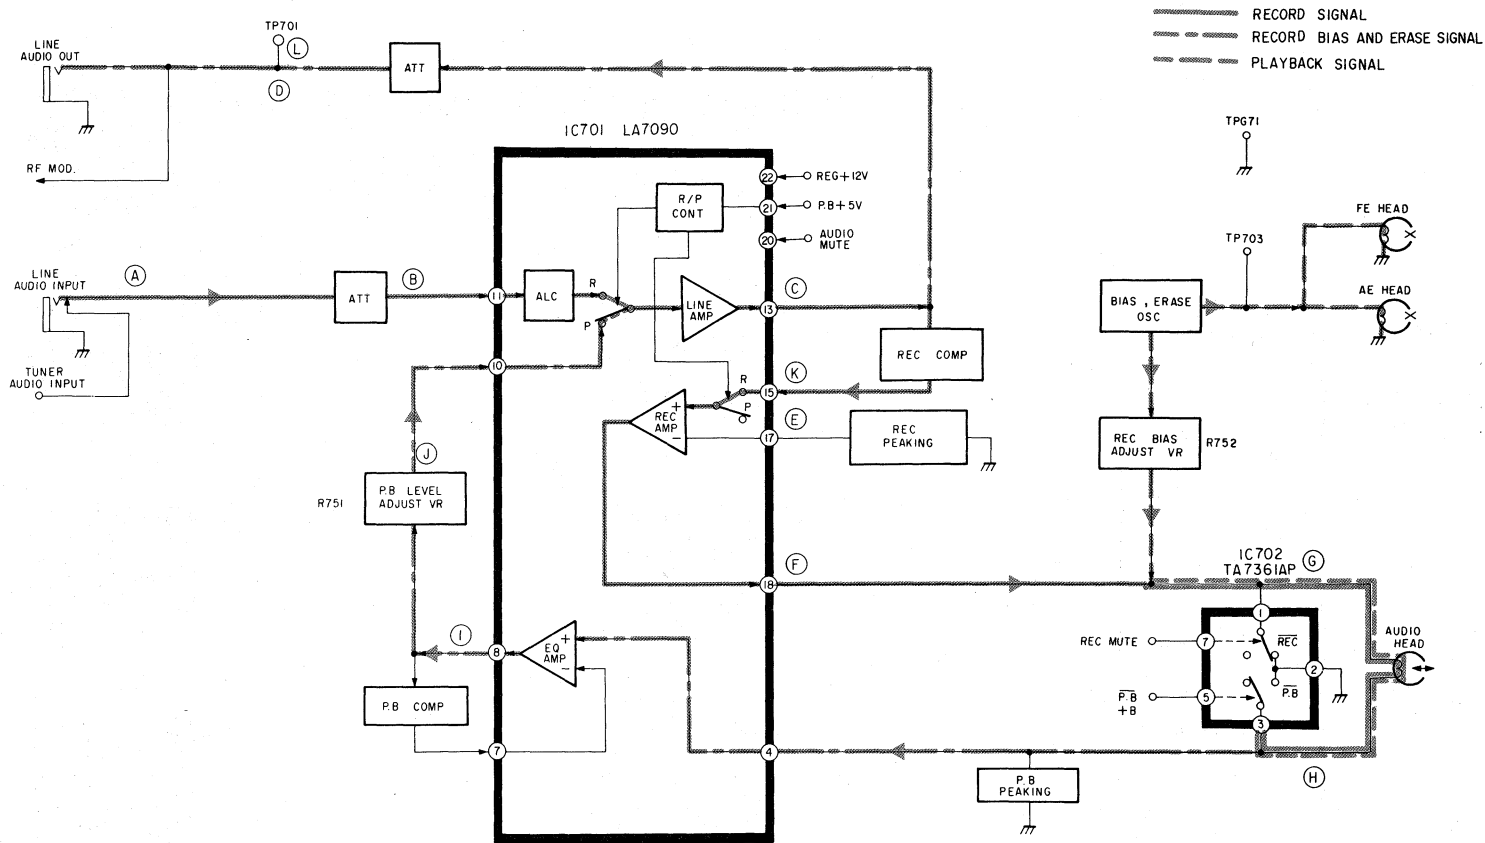 RECORD SIGNAL
RECORD BIAS AND ERASE SIGNAL
PLAYBACK SIGNAL
TP701
L
LINE
AUDIO OUT
ATT
D
RF MOD.
IC701 LA7090
TPG71
22
REG+12V
R/P
CONT
21
P.B+5V
20
AUDIO
MUTE
FE HEAD
TP703
LINE
AUDIO INPUT
A
B
ATT
11
ALC
R
P
LINE
AMP
C
13
BIAS, ERASE
OSC
AE HEAD
TUNER
AUDIO INPUT
10
REC COMP
K
R
15
P
REC
AMP
+
−
E
17
REC
PEAKING
REC BIAS
ADJUST VR
R752
J
R751
P.B LEVEL
ADJUST VR
F
18
IC702
TA7361AP
G
1
REC MUTE
7
REC
2
AUDIO
HEAD
I
8
EQ
AMP
+
−
P.B COMP
P.B
+B
5
P.B
3
7
4
H
P.B
PEAKING